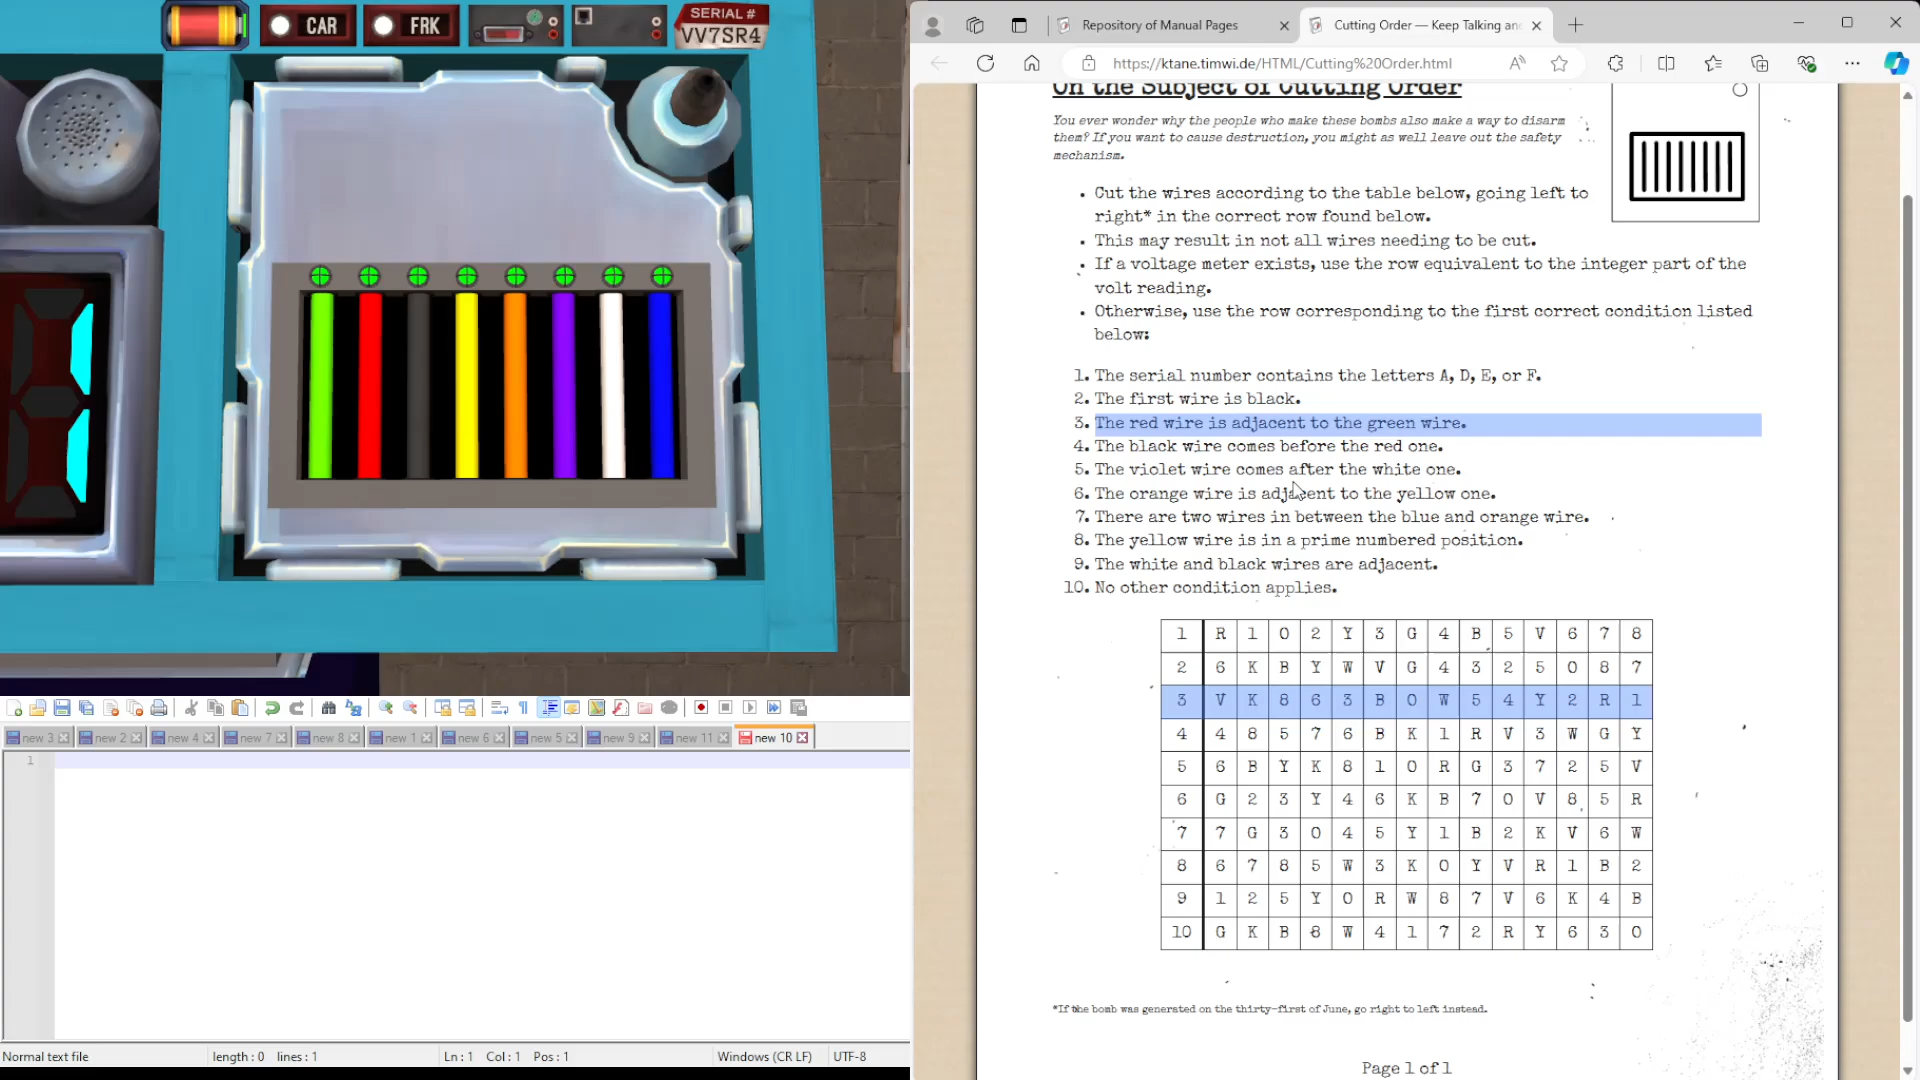 CAR
FRK
SERIAL #
VV7SR4
Repository of Manual Pages
Cutting Order — Keep Talking an
https://ktane.timwi.de/HTML/Cutting%20Order.html
On the Subject of Cutting Order
You ever wonder why the people who make these bombs also make a way to disarm
them? If you want to cause destruction, you might as well leave out the safety
mechanism.
• Cut the wires according to the table below, going left to
right* in the correct row found below.
• This may result in not all wires needing to be cut.
• If a voltage meter exists, use the row equivalent to the integer part of the
volt reading.
• Otherwise, use the row corresponding to the first correct condition listed
below:
1. The serial number contains the letters A, D, E, or F.
2. The first wire is black.
3. The red wire is adjacent to the green wire.
4. The black wire comes before the red one.
5. The violet wire comes after the white one.
6. The orange wire is adjacent to the yellow one.
7. There are two wires in between the blue and orange wire.
8. The yellow wire is in a prime numbered position.
9. The white and black wires are adjacent.
10. No other condition applies.
1 R 1 O 2 Y 3 G 4 B 5 V 6 7 8
2 6 K B Y W V G 4 3 2 5 O 8 7
3 V K 8 6 3 B O W 5 4 Y 2 R 1
4 4 8 5 7 6 B K 1 R V 3 W G Y
5 6 B Y K 8 1 O R G 3 7 2 5 V
6 G 2 3 Y 4 6 K B 7 O V 8 5 R
7 7 G 3 O 4 5 Y 1 B 2 K V 6 W
8 6 7 8 5 W 3 K O Y V R 1 B 2
9 1 2 5 Y O R W 8 7 V 6 K 4 B
10 G K B 8 W 4 1 7 2 R Y 6 3 O
*If the bomb was generated on the thirty-first of June, go right to left instead.
Page 1 of 1
new 3 new 2 new 4 new 7 new 8 new 1 new 6 new 5 new 9 new 11 new 10
1
Normal text file length : 0 lines : 1 Ln : 1 Col : 1 Pos : 1 Windows (CR LF) UTF-8